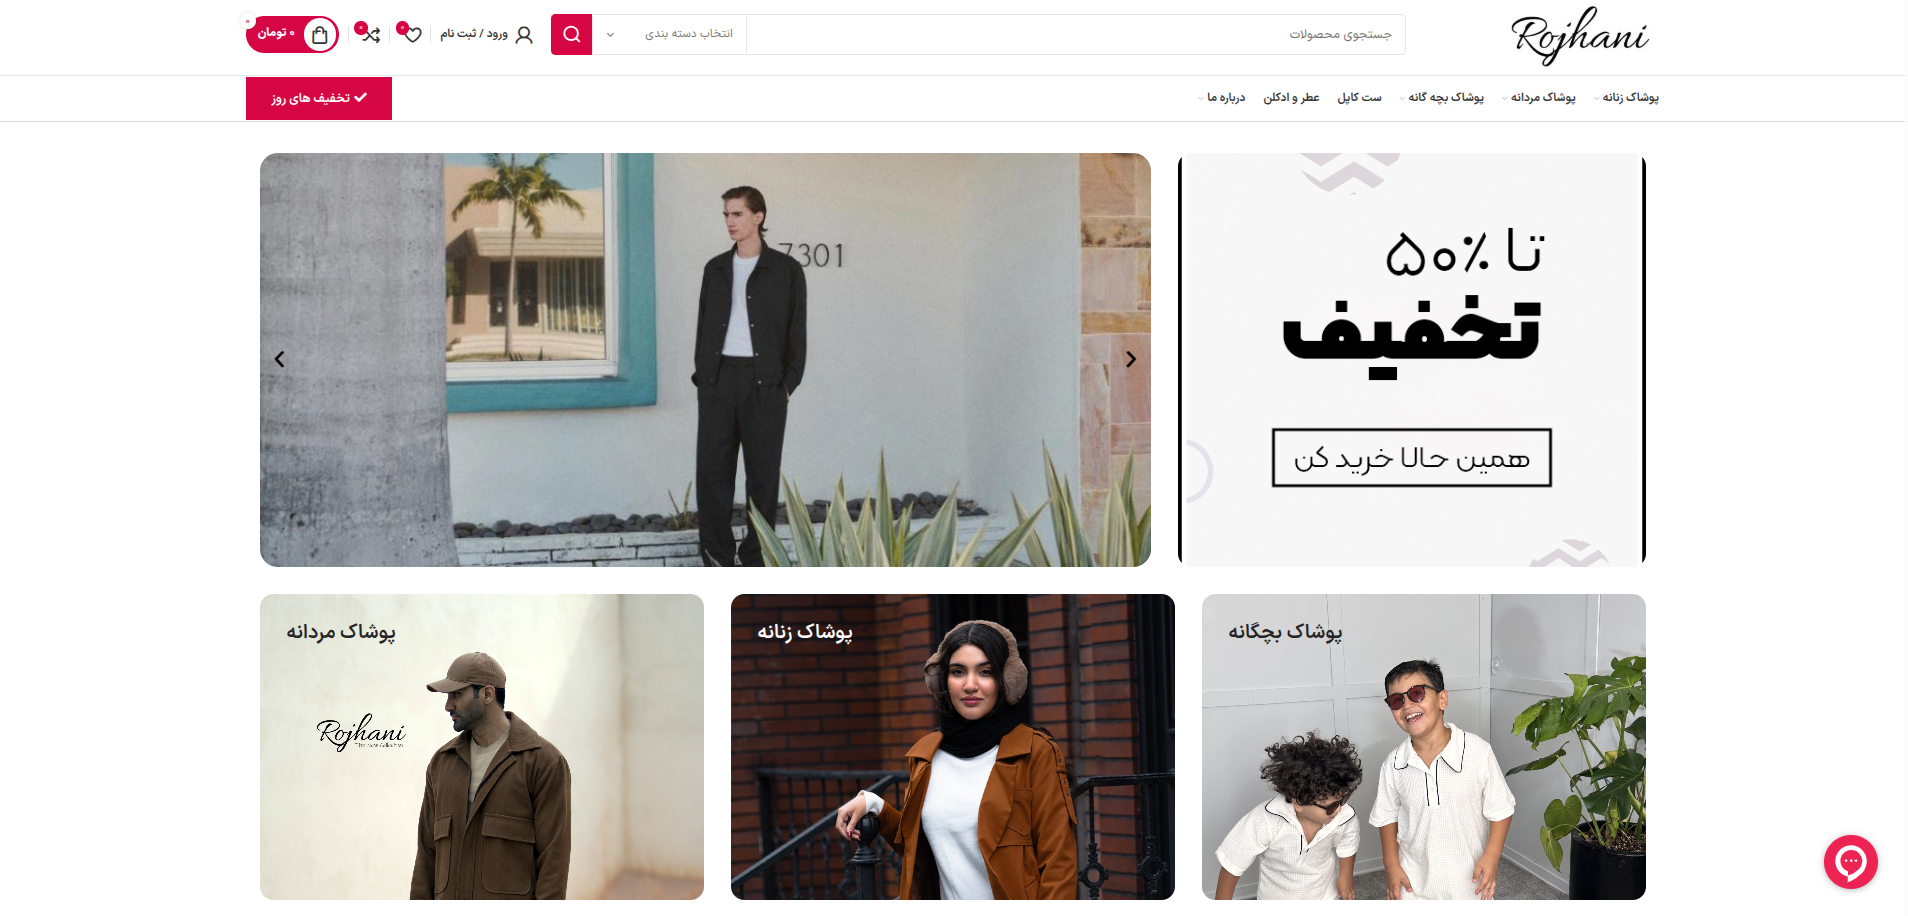 Rojhani
جستجوی محصولات
انتخاب دسته بندی
ورود / ثبت نام
۰
۰
۰
۰ تومان
پوشاک زنانه
پوشاک مردانه
پوشاک بچه گانه
ست کاپل
عطر و ادکلن
درباره ما
تخفیف های روز
تا ۵۰٪
تخفیف
همین حالا خرید کن
7301
پوشاک بچگانه
پوشاک زنانه
پوشاک مردانه
Rojhani